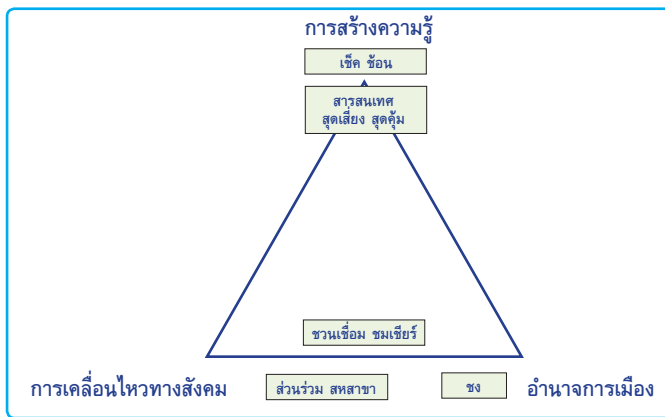 การสร้างความรู้
เช็ค ช้อน
สารสนเทศ
สุดเสี่ยง สุดคุ้ม
ชวนเชื่อม ชมเชียร์
การเคลื่อนไหวทางสังคม
ส่วนร่วม สหสาขา
ชง
อำนาจการเมือง